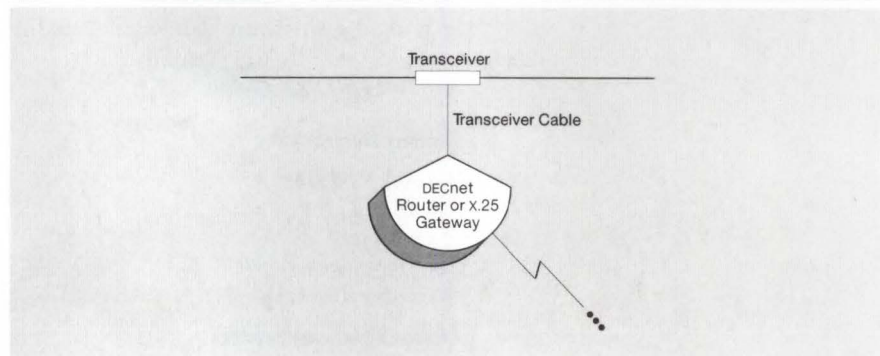 Transceiver
Transceiver Cable
DECnet
Router or X.25
Gateway